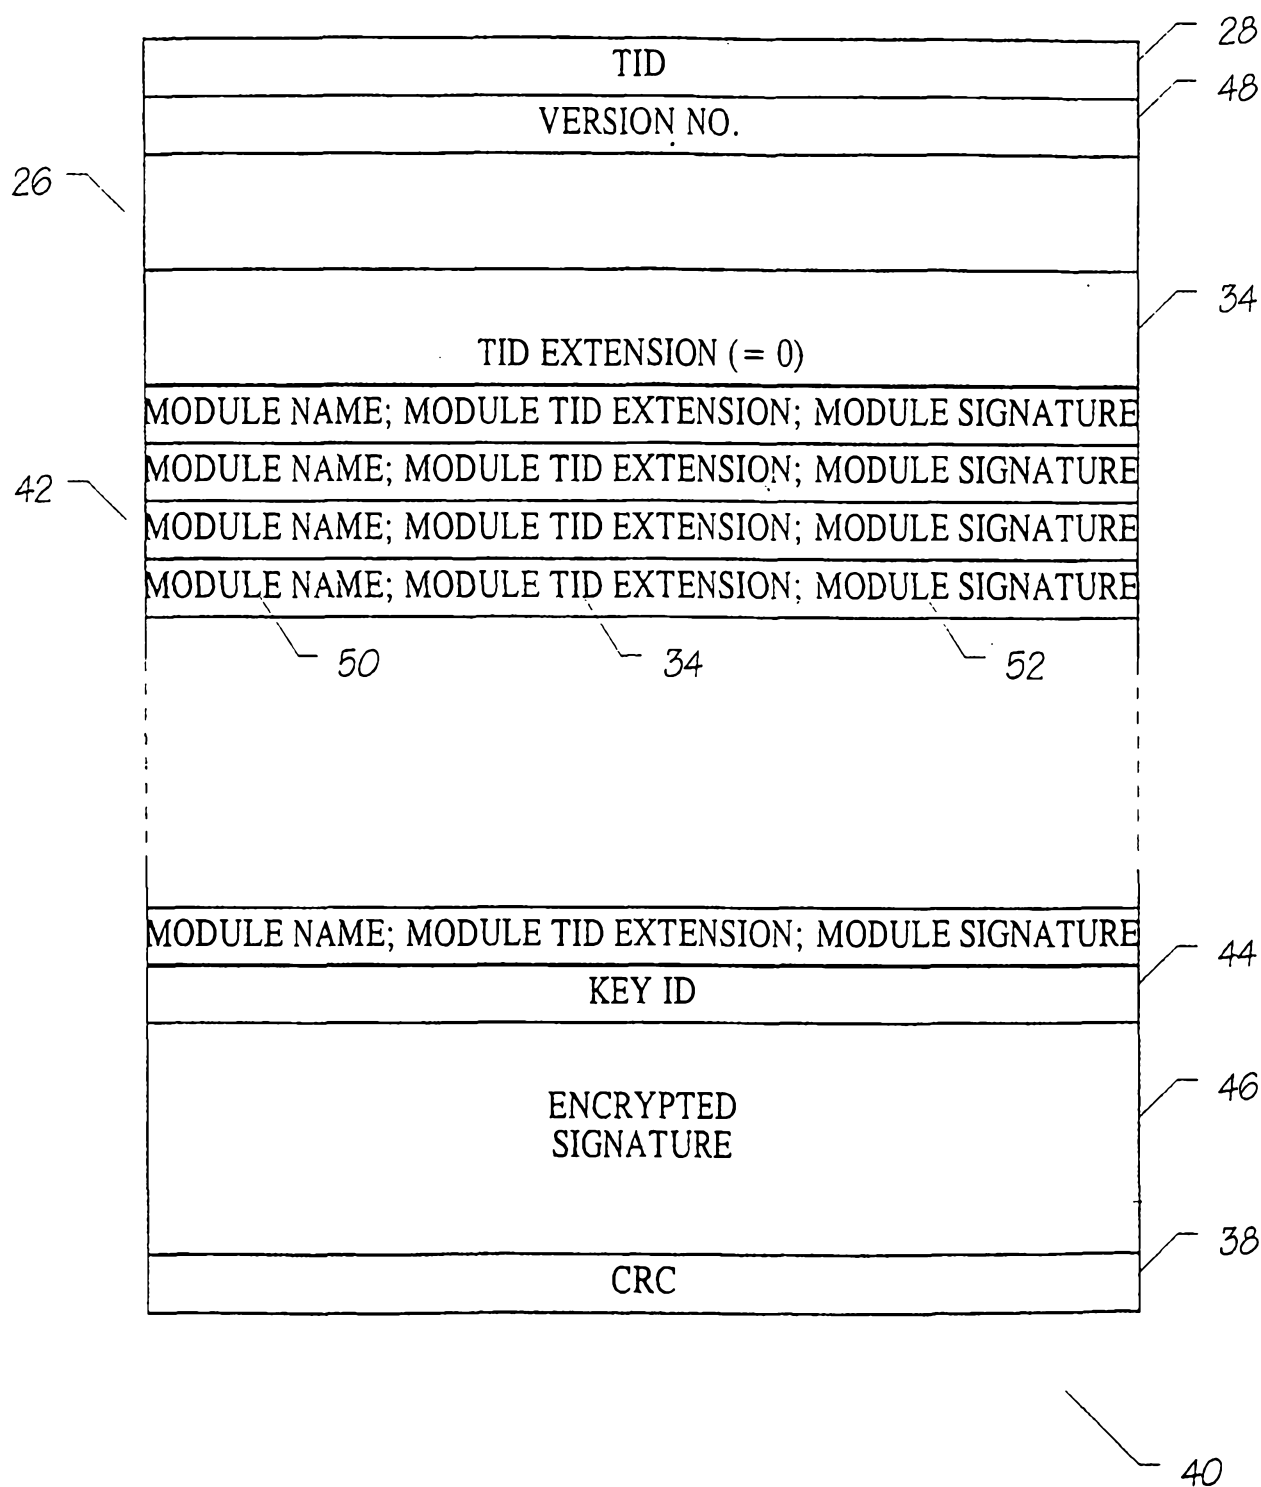 28
TID
48
VERSION NO.
26
34
TID EXTENSION (= 0)
MODULE NAME; MODULE TID EXTENSION; MODULE SIGNATURE
MODULE NAME; MODULE TID EXTENSION; MODULE SIGNATURE
42
MODULE NAME; MODULE TID EXTENSION; MODULE SIGNATURE
MODULE NAME; MODULE TID EXTENSION; MODULE SIGNATURE
50 34 52
MODULE NAME; MODULE TID EXTENSION; MODULE SIGNATURE
44
KEY ID
46
ENCRYPTED
SIGNATURE
38
CRC
40